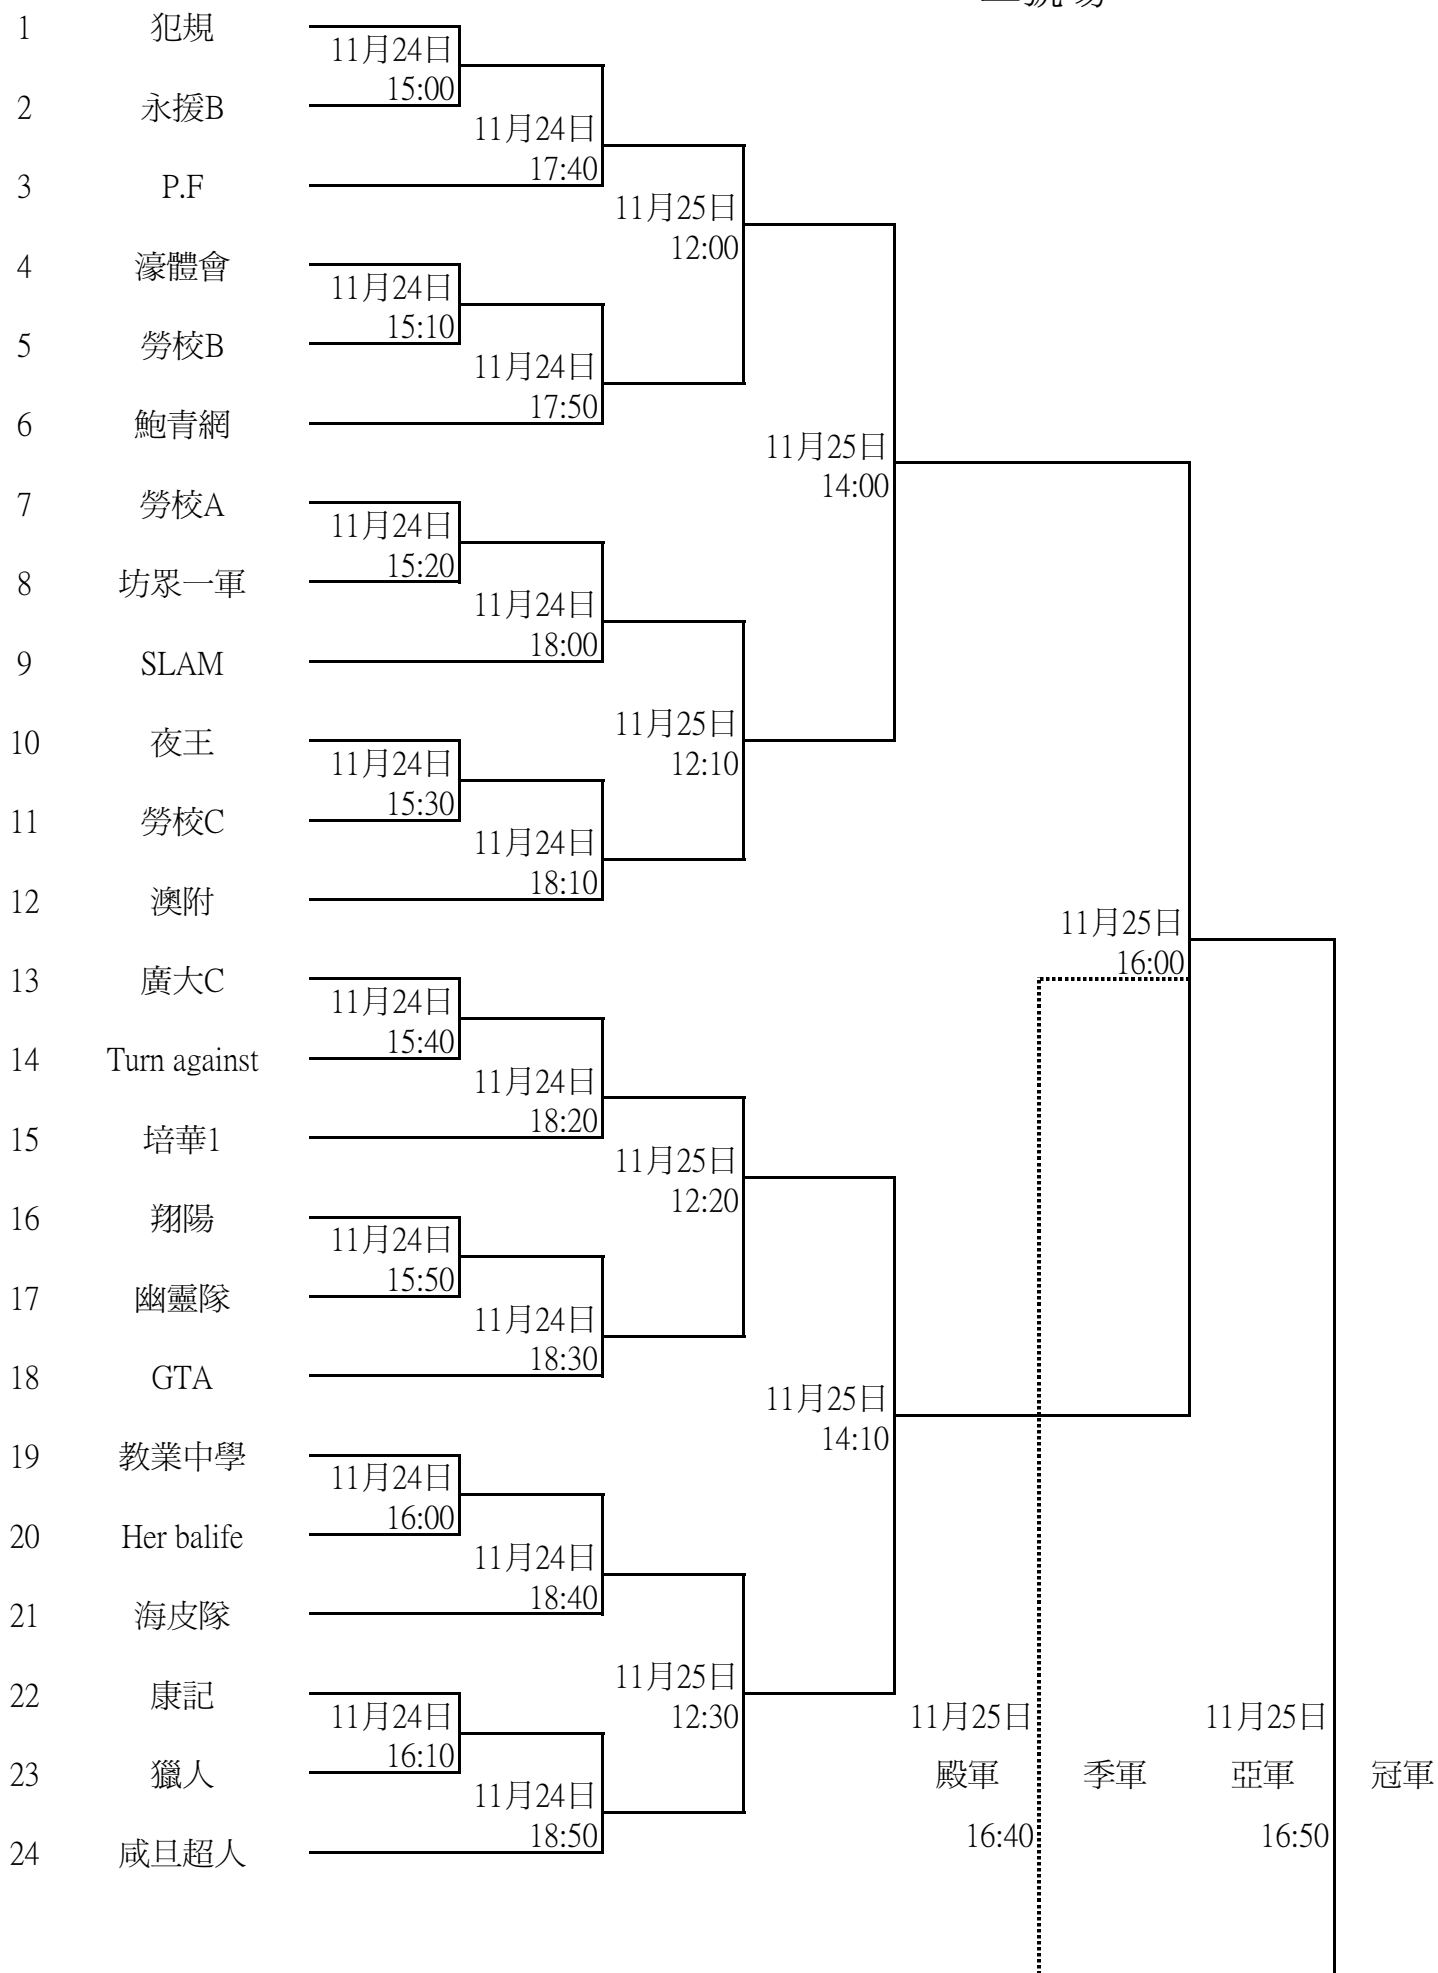 1 犯規
11月24日
15:00
2 永援B
11月24日
17:40
3 P.F
11月25日
12:00
4 濠體會
11月24日
15:10
5 勞校B
11月24日
17:50
6 鮑青網
11月25日
14:00
7 勞校A
11月24日
15:20
8 坊眾一軍
11月24日
18:00
9 SLAM
11月25日
12:10
10 夜王
11月24日
15:30
11 勞校C
11月24日
18:10
12 澳附
11月25日
16:00
13 廣大C
11月24日
15:40
14 Turn against
11月24日
18:20
15 培華1
11月25日
12:20
16 翔陽
11月24日
15:50
17 幽靈隊
11月24日
18:30
18 GTA
11月25日
14:10
19 教業中學
11月24日
16:00
20 Her balife
11月24日
18:40
21 海皮隊
11月25日
12:30
22 康記
11月24日
16:10
11月25日
11月25日
23 獵人
殿軍 季軍 亞軍 冠軍
11月24日
18:50
16:40
16:50
24 咸旦超人